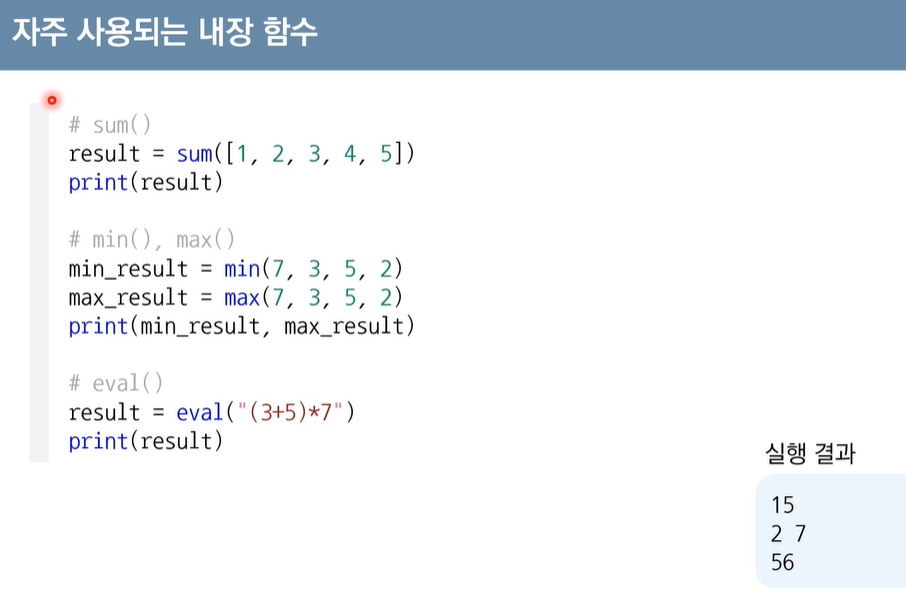 자주 사용되는 내장 함수
# sum()
result = sum([1, 2, 3, 4, 5])
print(result)
# min(), max()
min_result = min(7, 3, 5, 2)
max_result = max(7, 3, 5, 2)
print(min_result, max_result)
# eval()
result = eval("(3+5)*7")
print(result)
실행 결과
15
2 7
56